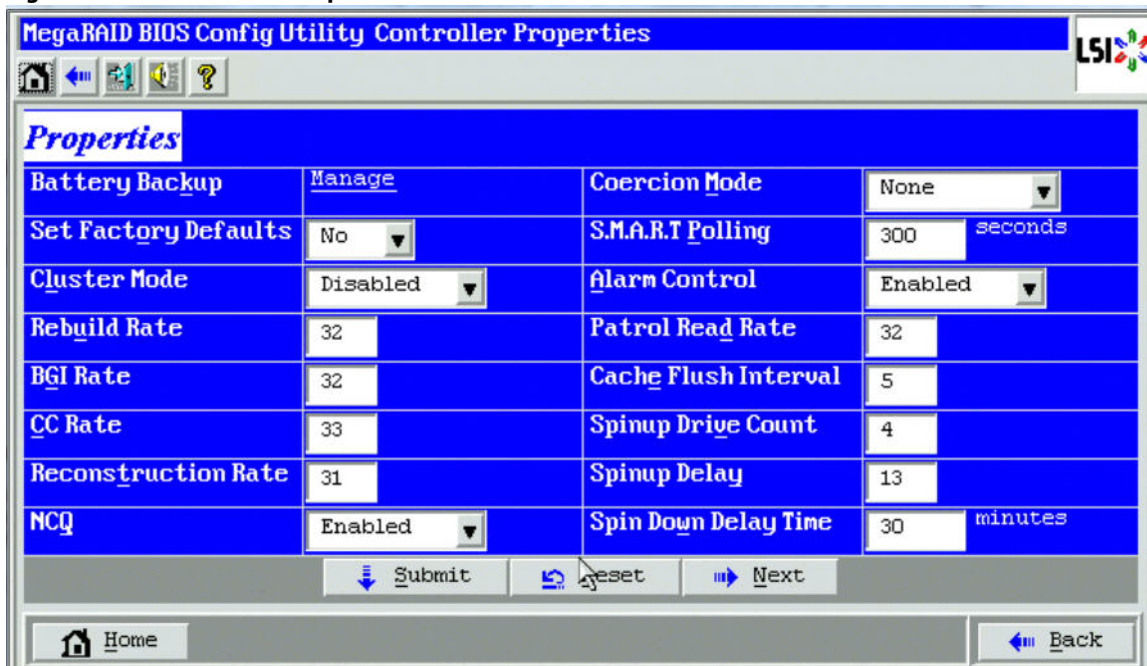 MegaRAID BIOS Config Utility Controller Properties
LSI
Properties
Battery Backup Manage Coercion Mode None
Set Factory Defaults No S.M.A.R.T Polling 300 seconds
Cluster Mode Disabled Alarm Control Enabled
Rebuild Rate 32 Patrol Read Rate 32
BGI Rate 32 Cache Flush Interval 5
CC Rate 33 Spinup Drive Count 4
Reconstruction Rate 31 Spinup Delay 13
NCQ Enabled Spin Down Delay Time 30 minutes
Submit Reset Next
Home Back